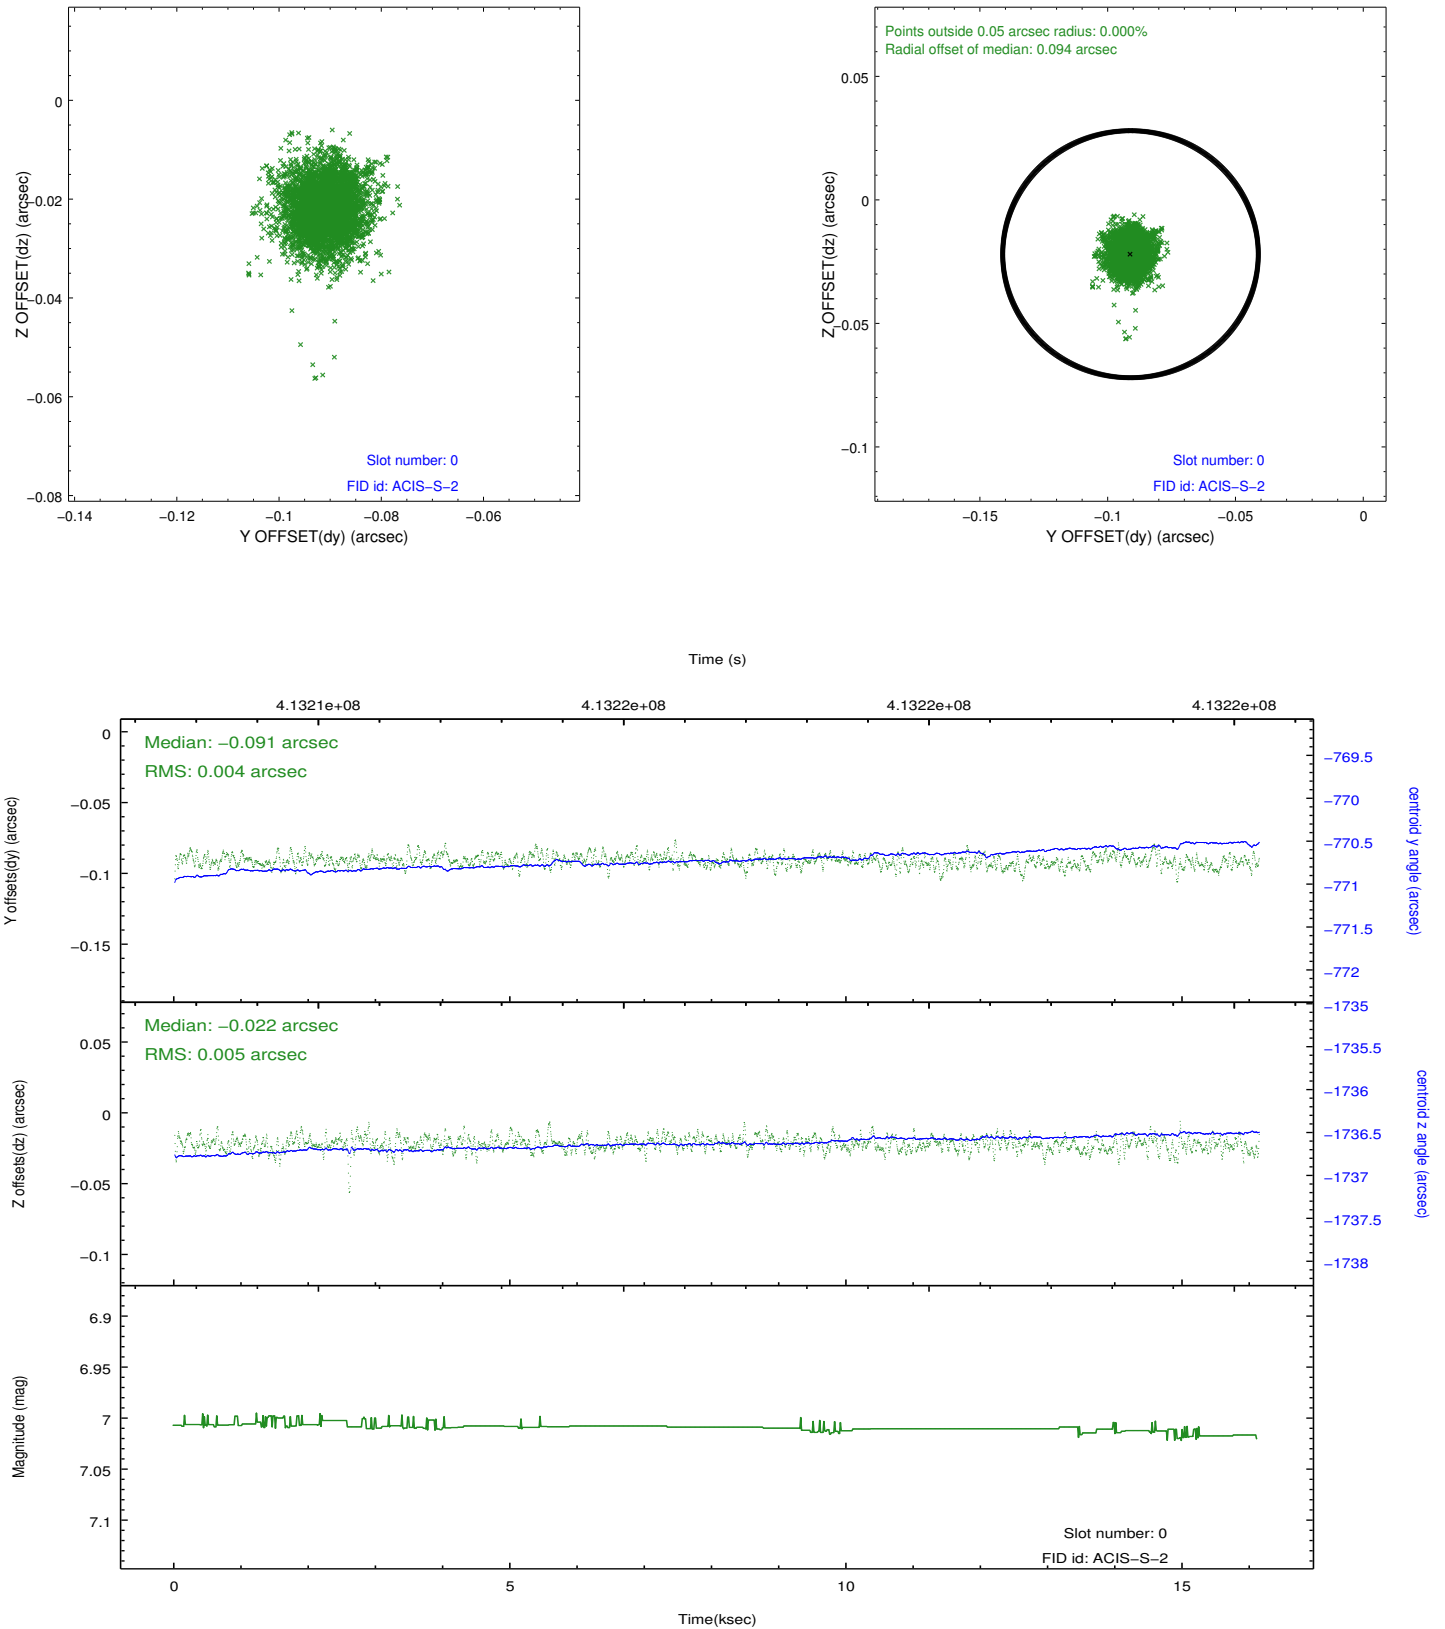 0
−0.02
−0.04
−0.06
−0.08
Z OFFSET(dz) (arcsec)
Slot number: 0
FID id: ACIS−S−2
−0.14 −0.12 −0.1 −0.08 −0.06
Y OFFSET(dy) (arcsec)
Points outside 0.05 arcsec radius: 0.000%
Radial offset of median: 0.094 arcsec
0.05
0
−0.05
−0.1
Z OFFSET(dz) (arcsec)
Slot number: 0
FID id: ACIS−S−2
−0.15 −0.1 −0.05 0
Y OFFSET(dy) (arcsec)
Time (s)
4.1321e+08 4.1322e+08 4.1322e+08 4.1322e+08
Median: −0.091 arcsec
RMS: 0.004 arcsec
0
−0.05
−0.1
−0.15
Y offsets(dy) (arcsec)
−769.5
−770
−770.5
−771
−771.5
−772
centroid y angle (arcsec)
Median: −0.022 arcsec
RMS: 0.005 arcsec
0.05
0
−0.05
−0.1
Z offsets(dz) (arcsec)
−1735
−1735.5
−1736
−1736.5
−1737
−1737.5
−1738
centroid z angle (arcsec)
6.9
6.95
7
7.05
7.1
Magnitude (mag)
Slot number: 0
FID id: ACIS−S−2
0 5 10 15
Time(ksec)